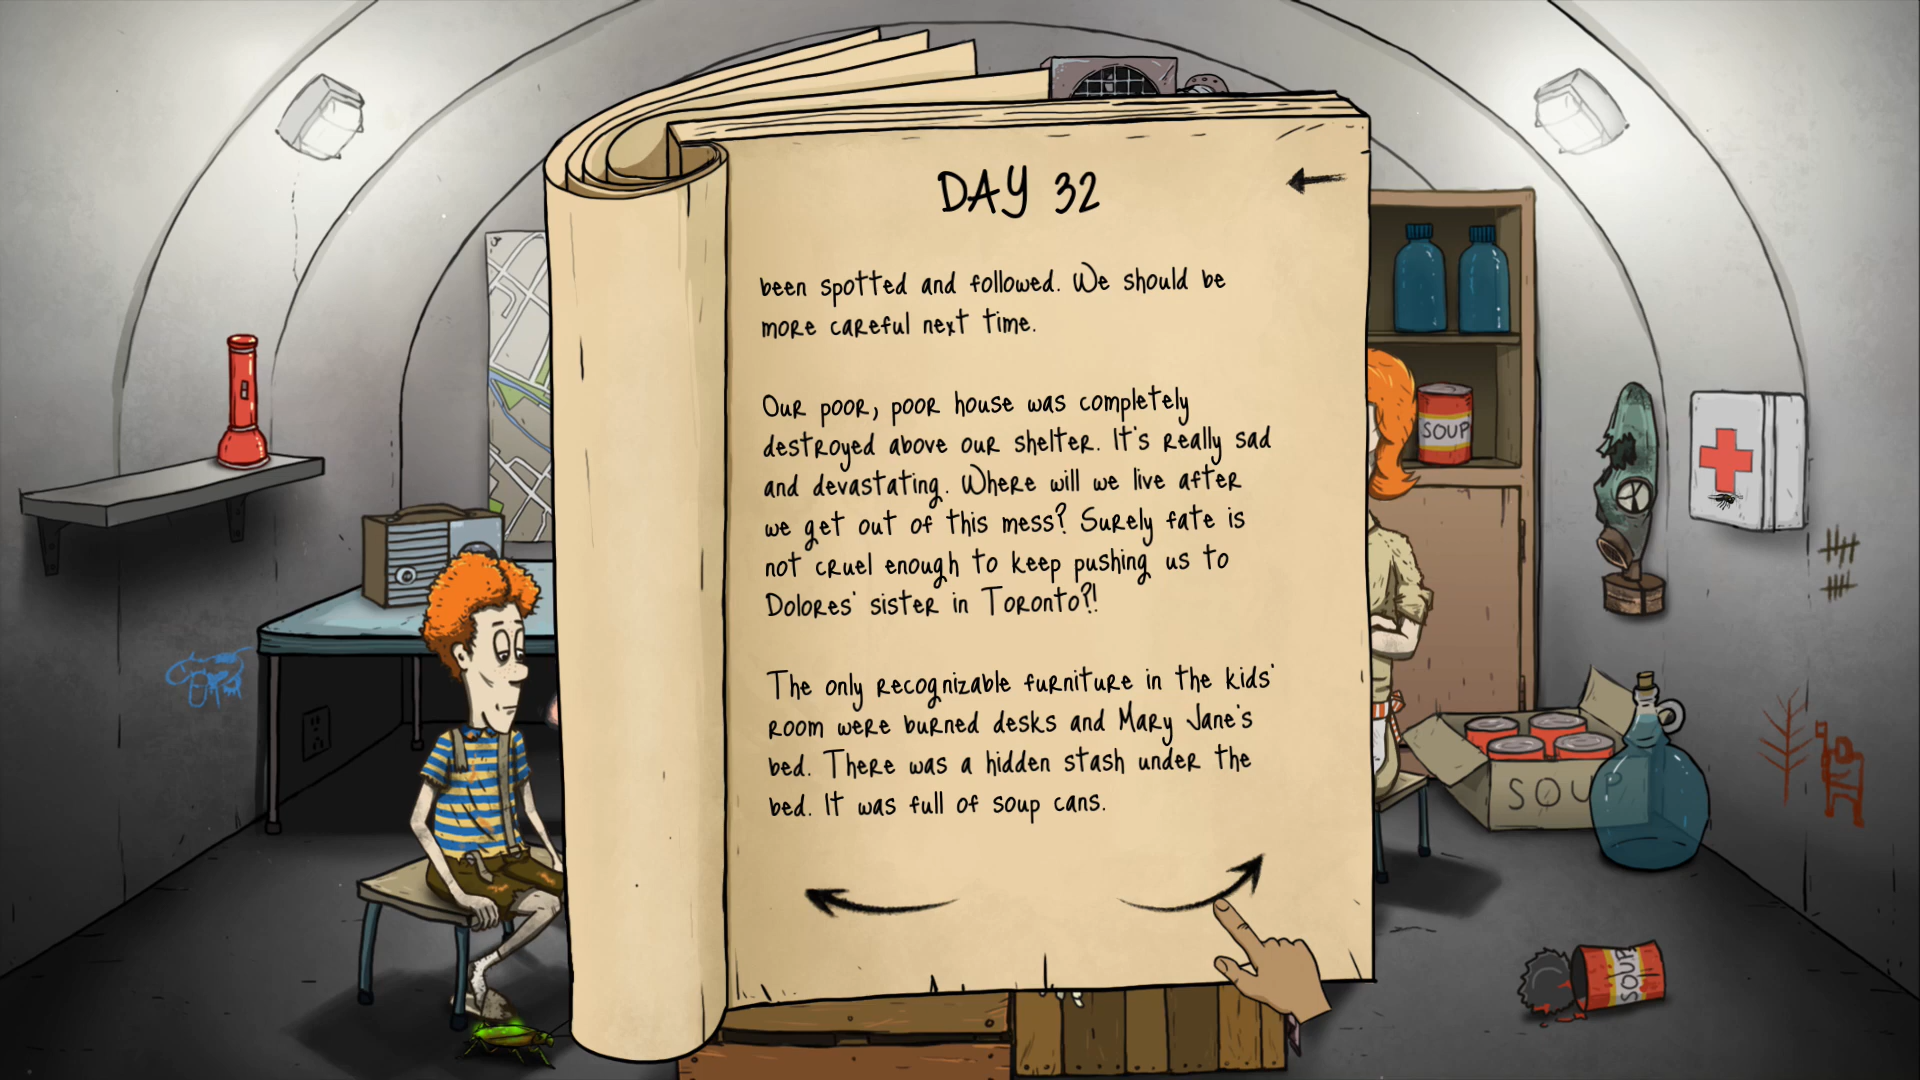 DAY 32
been spotted and followed. We should be
more careful next time.
Our poor, poor house was completely
destroyed above our shelter. It's really sad
and devastating. Where will we live after
we get out of this mess? Surely fate is
not cruel enough to keep pushing us to
Dolores' sister in Toronto?!
The only recognizable furniture in the kids'
room were burned desks and Mary Jane's
bed. There was a hidden stash under the
bed. It was full of soup cans.
SOUP
SOUP
SOUP